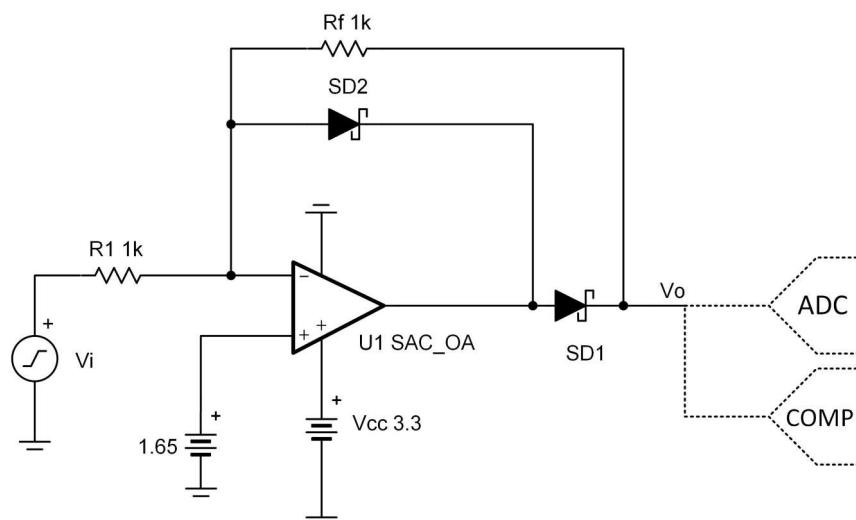 Rf 1k
SD2
R1 1k
−
+
+
U1 SAC_OA
SD1
Vo
ADC
COMP
+
Vi
+
1.65
+
Vcc 3.3